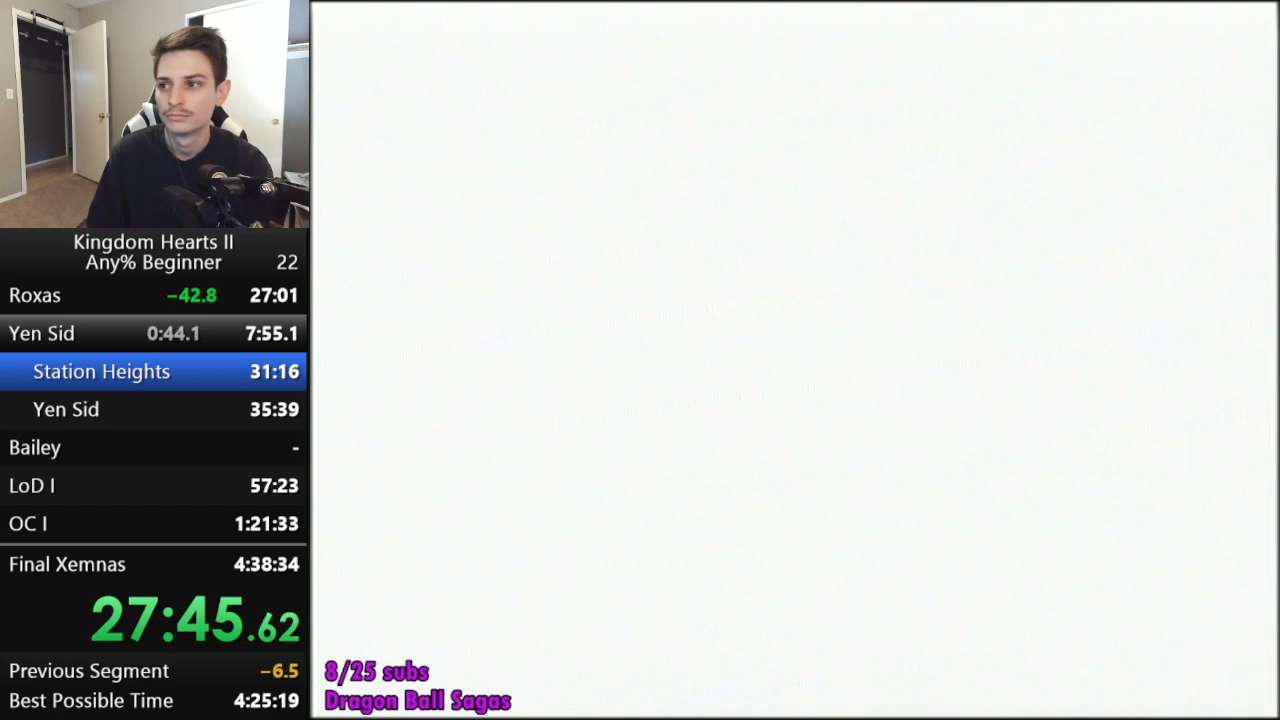 Kingdom Hearts II
Any% Beginner 22
Roxas −42.8 27:01
Yen Sid 0:44.1 7:55.1
Station Heights 31:16
Yen Sid 35:39
Bailey -
LoD I 57:23
OC I 1:21:33
Final Xemnas 4:38:34
27:45.62
Previous Segment −6.5
Best Possible Time 4:25:19
8/25 subs
Dragon Ball Sagas